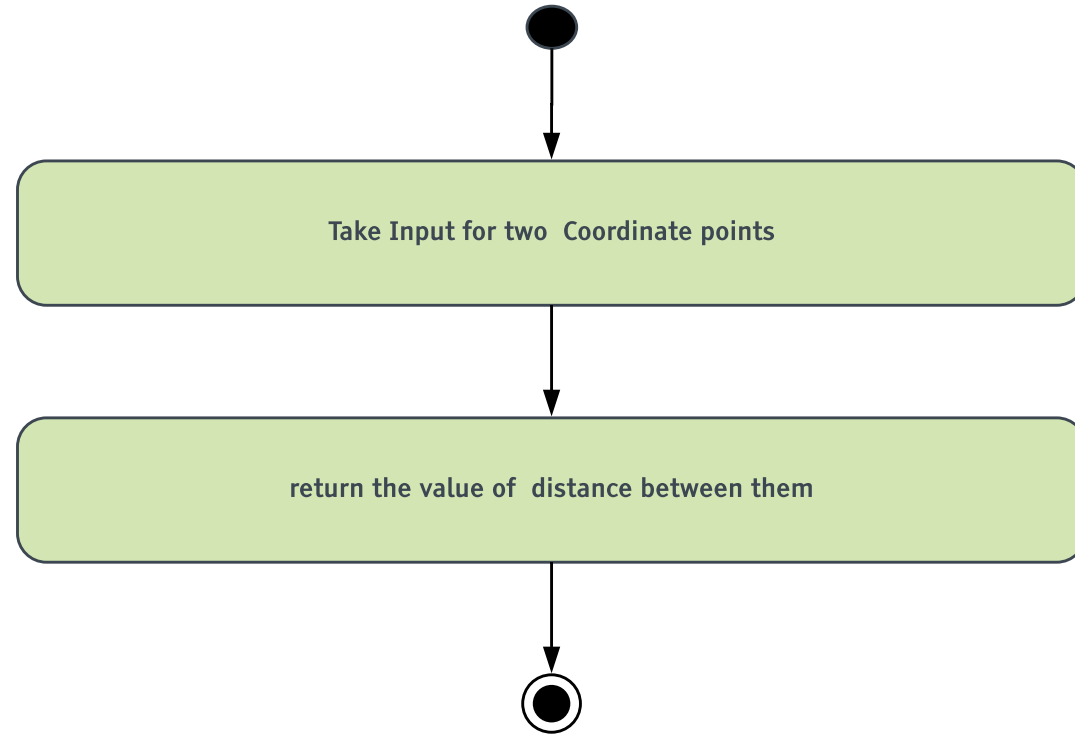 Take Input for two  Coordinate points
return the value of  distance between them